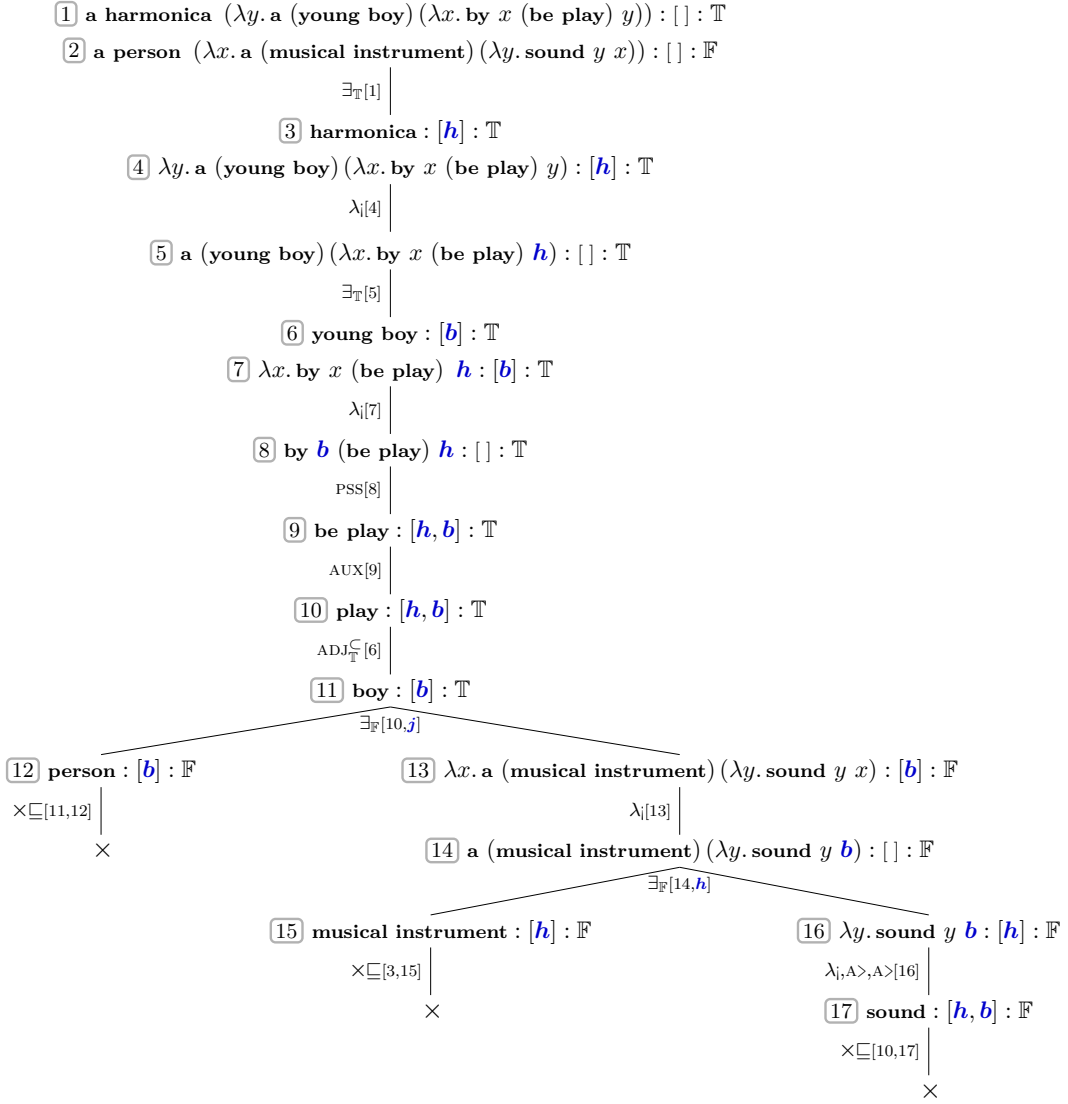 1 a harmonica (λy. a (young boy) (λx. by x (be play) y)) : [ ] : 𝕋
2 a person (λx. a (musical instrument) (λy. sound y x)) : [ ] : 𝔽
∃𝕋[1]
3 harmonica : [h] : 𝕋
4 λy. a (young boy) (λx. by x (be play) y) : [h] : 𝕋
λ¡[4]
5 a (young boy) (λx. by x (be play) h) : [ ] : 𝕋
∃𝕋[5]
6 young boy : [b] : 𝕋
7 λx. by x (be play) h : [b] : 𝕋
λ¡[7]
8 by b (be play) h : [ ] : 𝕋
PSS[8]
9 be play : [h, b] : 𝕋
AUX[9]
10 play : [h, b] : 𝕋
ADJ⊂𝕋[6]
11 boy : [b] : 𝕋
∃𝔽[10,j]
12 person : [b] : 𝔽 13 λx. a (musical instrument) (λy. sound y x) : [b] : 𝔽
×⊑[11,12] λ¡[13]
× 14 a (musical instrument) (λy. sound y b) : [ ] : 𝔽
∃𝔽[14,h]
15 musical instrument : [h] : 𝔽 16 λy. sound y b : [h] : 𝔽
×⊑[3,15] λ¡,A>,A>[16]
× 17 sound : [h, b] : 𝔽
×⊑[10,17]
×